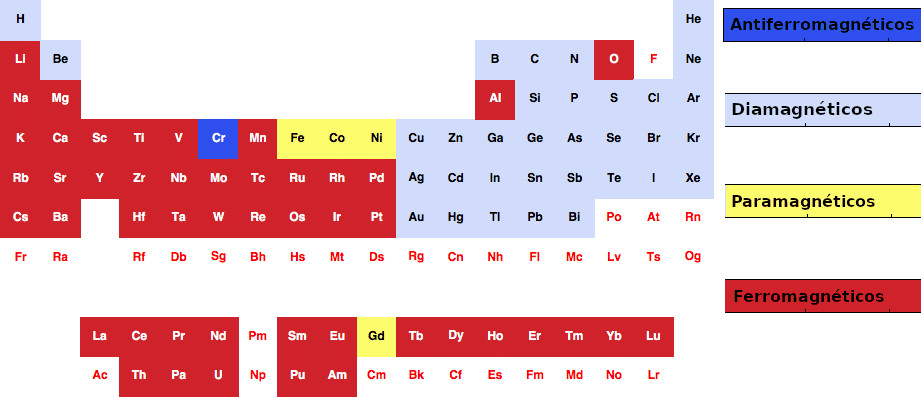 H He Antiferromagnéticos
Li Be B C N O F Ne
Na Mg Al Si P S Cl Ar Diamagnéticos
K Ca Sc Ti V Cr Mn Fe Co Ni Cu Zn Ga Ge As Se Br Kr
Rb Sr Y Zr Nb Mo Tc Ru Rh Pd Ag Cd In Sn Sb Te I Xe
Paramagnéticos
Cs Ba Hf Ta W Re Os Ir Pt Au Hg Tl Pb Bi Po At Rn
Fr Ra Rf Db Sg Bh Hs Mt Ds Rg Cn Nh Fl Mc Lv Ts Og
Ferromagnéticos
La Ce Pr Nd Pm Sm Eu Gd Tb Dy Ho Er Tm Yb Lu
Ac Th Pa U Np Pu Am Cm Bk Cf Es Fm Md No Lr